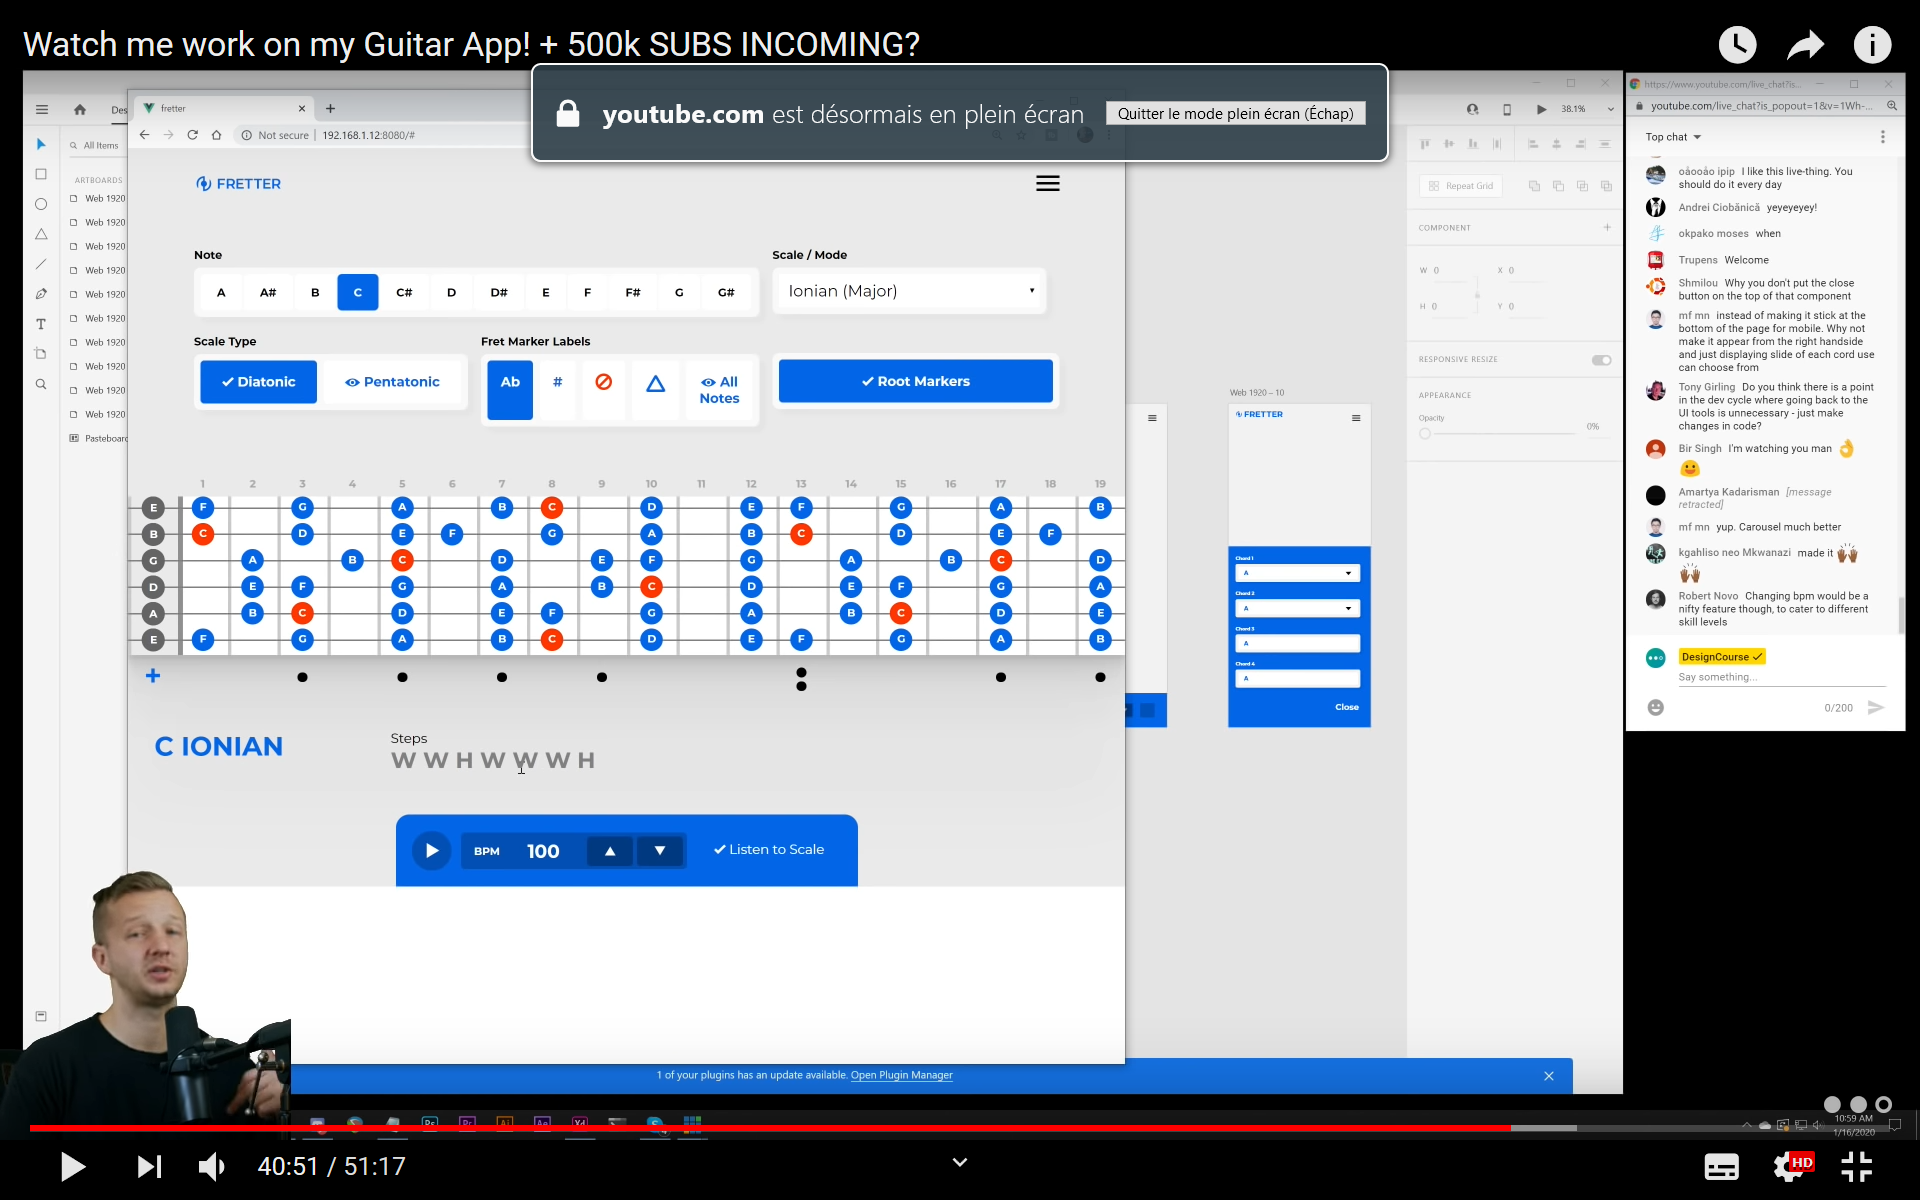 Watch me work on my Guitar App! + 500k SUBS INCOMING?
youtube.com est désormais en plein écran
Quitter le mode plein écran (Échap)
fretter
Not secure | 192.168.1.12:8080/#
All Items
ARTBOARDS
Web 1920
Web 1920
Web 1920
Web 1920
Web 1920
Web 1920
Web 1920
Web 1920
Web 1920
Web 1920
Pasteboard
FRETTER
Note
A A# B C C# D D# E F F# G G#
Scale / Mode
Ionian (Major)
Scale Type
Diatonic Pentatonic
Fret Marker Labels
Ab # All Notes
Root Markers
1 2 3 4 5 6 7 8 9 10 11 12 13 14 15 16 17 18 19
E F G A B C D E F G A B
B C D E F G A B C D E F
G A B C D E F G A B C D
D E F G A B C D E F G A
A B C D E F G A B C D E
E F G A B C D E F G A B
C IONIAN
Steps
W W H W W W H
BPM 100
Listen to Scale
1 of your plugins has an update available. Open Plugin Manager
Web 1920 – 10
FRETTER
Chord 1
A
Chord 2
A
Chord 3
A
Chord 4
A
Close
38.1%
Repeat Grid
COMPONENT
W 0 X 0
H 0 Y 0
RESPONSIVE RESIZE
APPEARANCE
Opacity
0%
https://www.youtube.com/live_chat?is...
youtube.com/live_chat?is_popout=1&v=1Wh-...
Top chat
oåooåo ipip I like this live-thing. You
should do it every day
Andrei Ciobănică yeyeyeyey!
okpako moses when
Trupens Welcome
Shmilou Why you don't put the close
button on the top of that component
mf mn instead of making it stick at the
bottom of the page for mobile. Why not
make it appear from the right handside
and just displaying slide of each cord use
can choose from
Tony Girling Do you think there is a point
in the dev cycle where going back to the
UI tools is unnecessary - just make
changes in code?
Bir Singh I'm watching you man
Amartya Kadarisman [message
retracted]
mf mn yup. Carousel much better
kgahliso neo Mkwanazi made it
Robert Novo Changing bpm would be a
nifty feature though, to cater to different
skill levels
DesignCourse
Say something...
0/200
10:59 AM
1/16/2020
40:51 / 51:17
HD